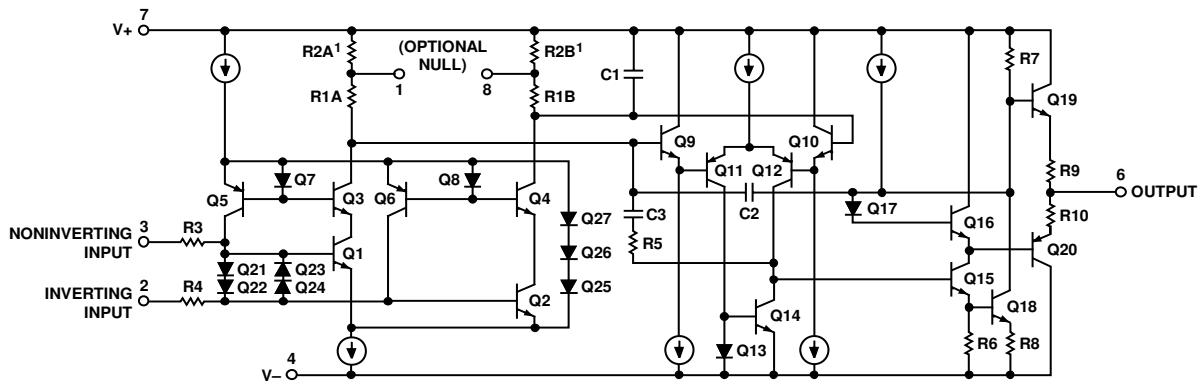 7
V+
R2A1
(OPTIONAL
NULL)
R2B1
1
8
R1A
R1B
C1
R7
Q19
Q9
Q10
Q11
Q12
R9
6
OUTPUT
R10
Q7
Q8
Q5
Q3
Q6
Q4
Q27
Q26
Q25
C3
C2
Q17
Q16
Q20
3
NONINVERTING
INPUT
R3
Q1
R5
Q21
Q23
Q22
Q24
Q15
2
INVERTING
INPUT
R4
Q2
Q14
Q18
Q13
R6
R8
4
V–